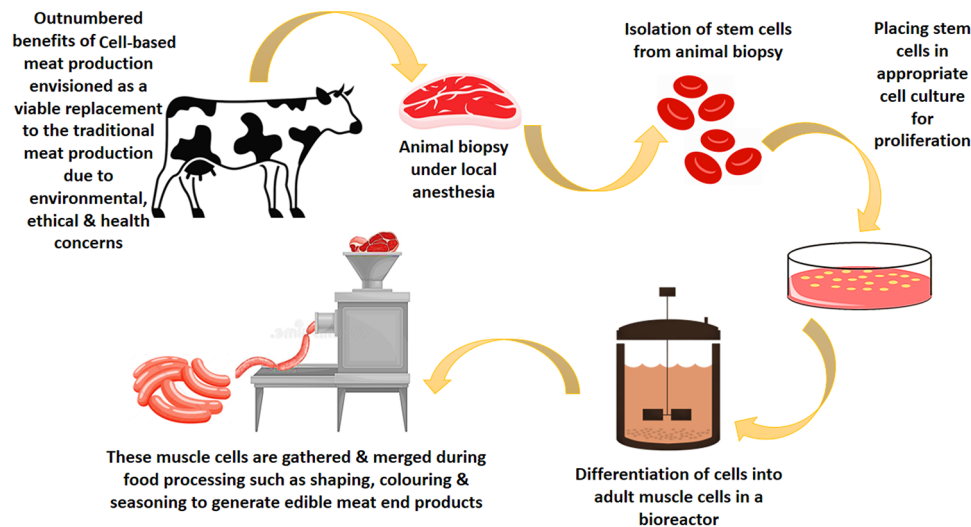 Outnumbered
benefits of Cell-based
meat production
envisioned as a
viable replacement
to the traditional
meat production
due to
environmental,
ethical & health
concerns
Animal biopsy
under local
anesthesia
Isolation of stem cells
from animal biopsy
Placing stem
cells in
appropriate
cell culture
for
proliferation
Differentiation of cells into
adult muscle cells in a
bioreactor
These muscle cells are gathered & merged during
food processing such as shaping, colouring &
seasoning to generate edible meat end products